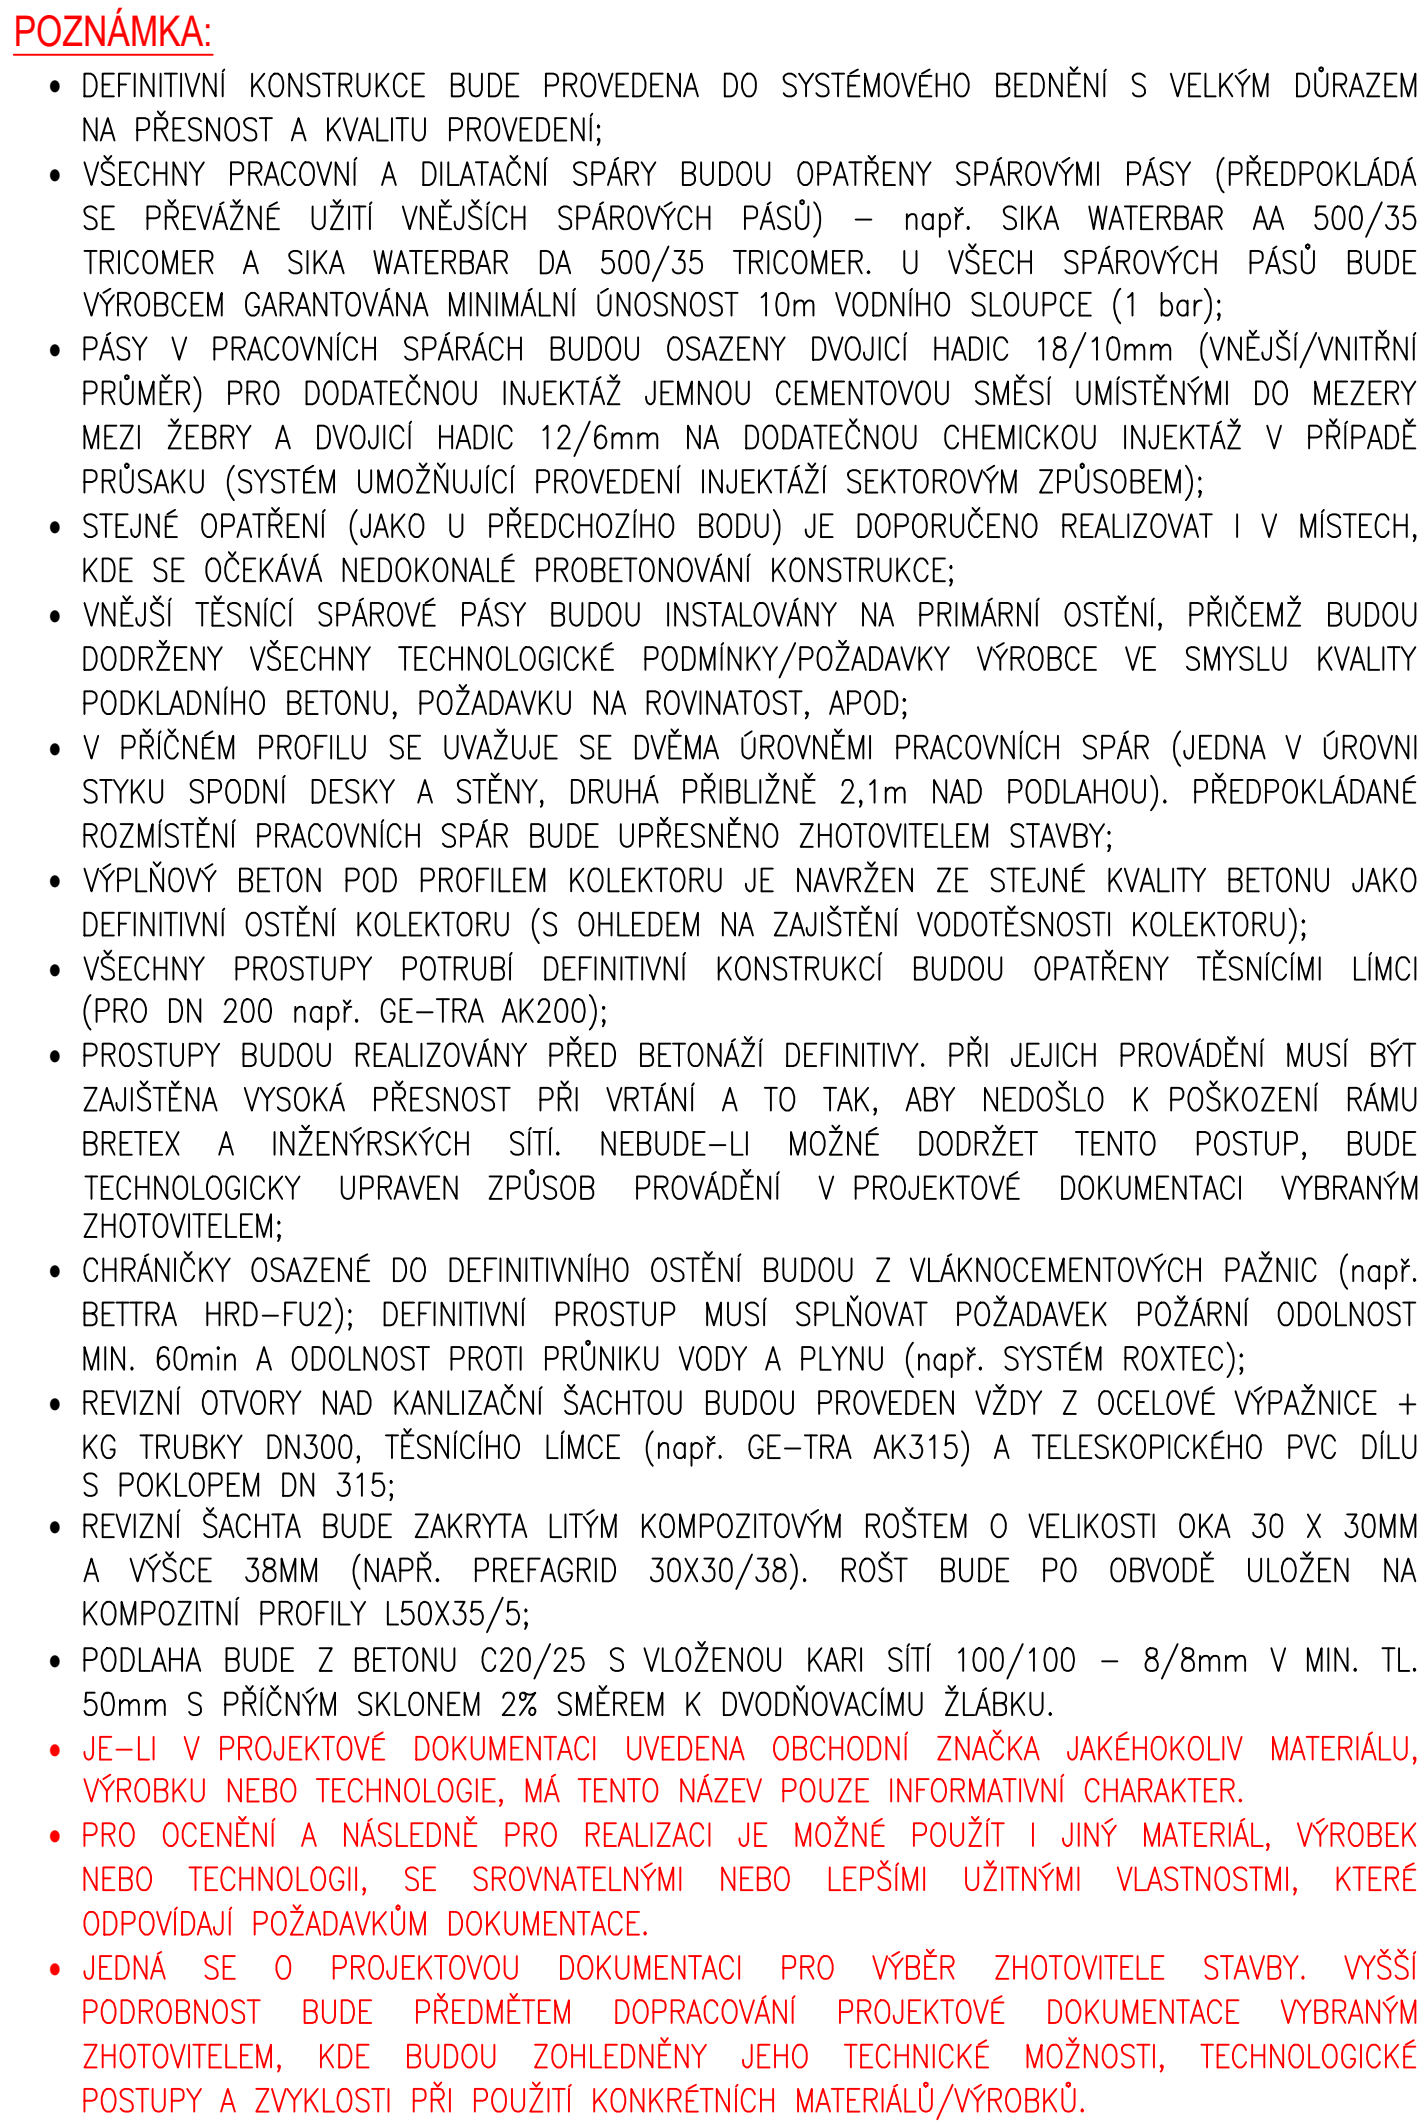 POZNÁMKA:
• DEFINITIVNÍ KONSTRUKCE BUDE PROVEDENA DO SYSTÉMOVÉHO BEDNĚNÍ S VELKÝM DŮRAZEM
NA PŘESNOST A KVALITU PROVEDENÍ;
• VŠECHNY PRACOVNÍ A DILATAČNÍ SPÁRY BUDOU OPATŘENY SPÁROVÝMI PÁSY (PŘEDPOKLÁDÁ
SE PŘEVÁŽNÉ UŽITÍ VNĚJŠÍCH SPÁROVÝCH PÁSŮ) – např. SIKA WATERBAR AA 500/35
TRICOMER A SIKA WATERBAR DA 500/35 TRICOMER. U VŠECH SPÁROVÝCH PÁSŮ BUDE
VÝROBCEM GARANTOVÁNA MINIMÁLNÍ ÚNOSNOST 10m VODNÍHO SLOUPCE (1 bar);
• PÁSY V PRACOVNÍCH SPÁRÁCH BUDOU OSAZENY DVOJICÍ HADIC 18/10mm (VNĚJŠÍ/VNITŘNÍ
PRŮMĚR) PRO DODATEČNOU INJEKTÁŽ JEMNOU CEMENTOVOU SMĚSÍ UMÍSTĚNÝMI DO MEZERY
MEZI ŽEBRY A DVOJICÍ HADIC 12/6mm NA DODATEČNOU CHEMICKOU INJEKTÁŽ V PŘÍPADĚ
PRŮSAKU (SYSTÉM UMOŽŇUJÍCÍ PROVEDENÍ INJEKTÁŽÍ SEKTOROVÝM ZPŮSOBEM);
• STEJNÉ OPATŘENÍ (JAKO U PŘEDCHOZÍHO BODU) JE DOPORUČENO REALIZOVAT I V MÍSTECH,
KDE SE OČEKÁVÁ NEDOKONALÉ PROBETONOVÁNÍ KONSTRUKCE;
• VNĚJŠÍ TĚSNÍCÍ SPÁROVÉ PÁSY BUDOU INSTALOVÁNY NA PRIMÁRNÍ OSTĚNÍ, PŘIČEMŽ BUDOU
DODRŽENY VŠECHNY TECHNOLOGICKÉ PODMÍNKY/POŽADAVKY VÝROBCE VE SMYSLU KVALITY
PODKLADNÍHO BETONU, POŽADAVKU NA ROVINATOST, APOD;
• V PŘÍČNÉM PROFILU SE UVAŽUJE SE DVĚMA ÚROVNĚMI PRACOVNÍCH SPÁR (JEDNA V ÚROVNI
STYKU SPODNÍ DESKY A STĚNY, DRUHÁ PŘIBLIŽNĚ 2,1m NAD PODLAHOU). PŘEDPOKLÁDANÉ
ROZMÍSTĚNÍ PRACOVNÍCH SPÁR BUDE UPŘESNĚNO ZHOTOVITELEM STAVBY;
• VÝPLŇOVÝ BETON POD PROFILEM KOLEKTORU JE NAVRŽEN ZE STEJNÉ KVALITY BETONU JAKO
DEFINITIVNÍ OSTĚNÍ KOLEKTORU (S OHLEDEM NA ZAJIŠTĚNÍ VODOTĚSNOSTI KOLEKTORU);
• VŠECHNY PROSTUPY POTRUBÍ DEFINITIVNÍ KONSTRUKCÍ BUDOU OPATŘENY TĚSNÍCÍMI LÍMCI
(PRO DN 200 např. GE–TRA AK200);
• PROSTUPY BUDOU REALIZOVÁNY PŘED BETONÁŽÍ DEFINITIVY. PŘI JEJICH PROVÁDĚNÍ MUSÍ BÝT
ZAJIŠTĚNA VYSOKÁ PŘESNOST PŘI VRTÁNÍ A TO TAK, ABY NEDOŠLO K POŠKOZENÍ RÁMU
BRETEX A INŽENÝRSKÝCH SÍTÍ. NEBUDE–LI MOŽNÉ DODRŽET TENTO POSTUP, BUDE
TECHNOLOGICKY UPRAVEN ZPŮSOB PROVÁDĚNÍ V PROJEKTOVÉ DOKUMENTACI VYBRANÝM
ZHOTOVITELEM;
• CHRÁNIČKY OSAZENÉ DO DEFINITIVNÍHO OSTĚNÍ BUDOU Z VLÁKNOCEMENTOVÝCH PAŽNIC (např.
BETTRA HRD–FU2); DEFINITIVNÍ PROSTUP MUSÍ SPLŇOVAT POŽADAVEK POŽÁRNÍ ODOLNOST
MIN. 60min A ODOLNOST PROTI PRŮNIKU VODY A PLYNU (např. SYSTÉM ROXTEC);
• REVIZNÍ OTVORY NAD KANLIZAČNÍ ŠACHTOU BUDOU PROVEDEN VŽDY Z OCELOVÉ VÝPAŽNICE +
KG TRUBKY DN300, TĚSNÍCÍHO LÍMCE (např. GE–TRA AK315) A TELESKOPICKÉHO PVC DÍLU
S POKLOPEM DN 315;
• REVIZNÍ ŠACHTA BUDE ZAKRYTA LITÝM KOMPOZITOVÝM ROŠTEM O VELIKOSTI OKA 30 X 30MM
A VÝŠCE 38MM (NAPŘ. PREFAGRID 30X30/38). ROŠT BUDE PO OBVODĚ ULOŽEN NA
KOMPOZITNÍ PROFILY L50X35/5;
• PODLAHA BUDE Z BETONU C20/25 S VLOŽENOU KARI SÍTÍ 100/100 – 8/8mm V MIN. TL.
50mm S PŘÍČNÝM SKLONEM 2% SMĚREM K DVODŇOVACÍMU ŽLÁBKU.
• JE–LI V PROJEKTOVÉ DOKUMENTACI UVEDENA OBCHODNÍ ZNAČKA JAKÉHOKOLIV MATERIÁLU,
VÝROBKU NEBO TECHNOLOGIE, MÁ TENTO NÁZEV POUZE INFORMATIVNÍ CHARAKTER.
• PRO OCENĚNÍ A NÁSLEDNĚ PRO REALIZACI JE MOŽNÉ POUŽÍT I JINÝ MATERIÁL, VÝROBEK
NEBO TECHNOLOGII, SE SROVNATELNÝMI NEBO LEPŠÍMI UŽITNÝMI VLASTNOSTMI, KTERÉ
ODPOVÍDAJÍ POŽADAVKŮM DOKUMENTACE.
• JEDNÁ SE O PROJEKTOVOU DOKUMENTACI PRO VÝBĚR ZHOTOVITELE STAVBY. VYŠŠÍ
PODROBNOST BUDE PŘEDMĚTEM DOPRACOVÁNÍ PROJEKTOVÉ DOKUMENTACE VYBRANÝM
ZHOTOVITELEM, KDE BUDOU ZOHLEDNĚNY JEHO TECHNICKÉ MOŽNOSTI, TECHNOLOGICKÉ
POSTUPY A ZVYKLOSTI PŘI POUŽITÍ KONKRÉTNÍCH MATERIÁLŮ/VÝROBKŮ.